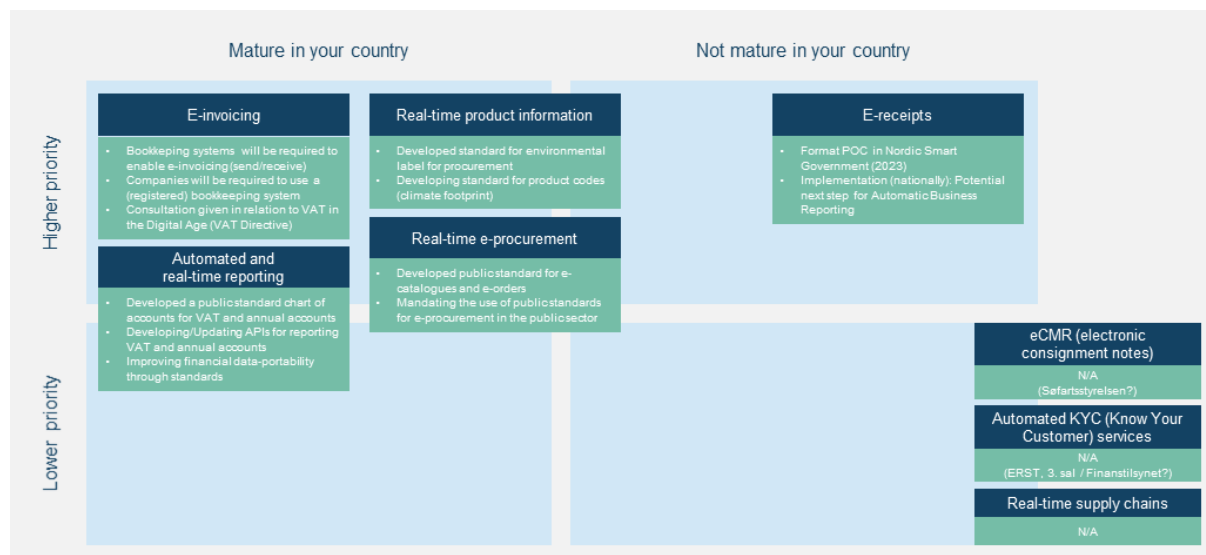 Mature in your country
Not mature in your country
Higher priority
E-invoicing
• Bookkeping systems will be required to
enable e-invoicing (send/receive)
• Companies will be required to use a
(registered) bookkeeping system
• Consultation given in relation to VAT in
the Digital Age (VAT Directive)
Automated and
real-time reporting
• Developed a public standard chart of
accounts for VAT and annual accounts
• Developing/Updating APIs for reporting
VAT and annual accounts
• Improving financial data-portability
through standards
Real-time product information
• Developed standard for environmental
label for procurement
• Developing standard for product codes
(climate footprint)
Real-time e-procurement
• Developed public standard for e-
catalogues and e-orders
• Mandating the use of public standards
for e-procurement in the public sector
E-receipts
• Format POC in Nordic Smart
Government (2023)
• Implementation (nationally): Potential
next step for Automatic Business
Reporting
Lower priority
eCMR (electronic
consignment notes)
N/A
(Søfartsstyrelsen?)
Automated KYC (Know Your
Customer) services
N/A
(ERST, 3. sal / Finanstilsynet?)
Real-time supply chains
N/A